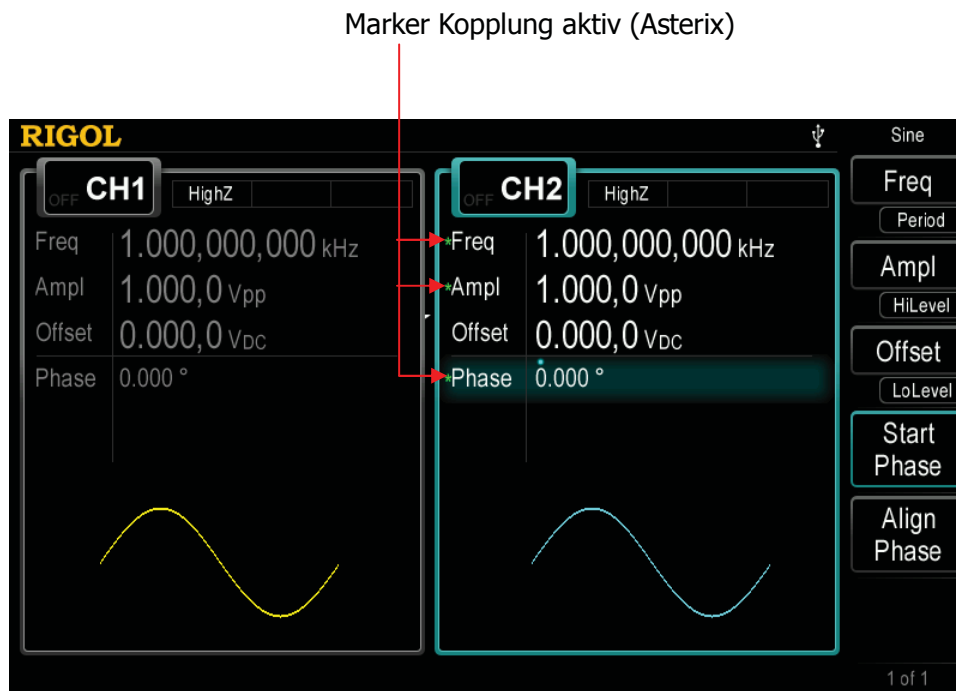 Marker Kopplung aktiv (Asterix)
RIGOL
Sine
OFF CH1 HighZ
Freq 1.000,000,000 kHz
Ampl 1.000,0 Vpp
Offset 0.000,0 VDC
Phase 0.000 °
OFF CH2 HighZ
*Freq 1.000,000,000 kHz
*Ampl 1.000,0 Vpp
Offset 0.000,0 VDC
*Phase 0.000 °
Freq
Period
Ampl
HiLevel
Offset
LoLevel
Start
Phase
Align
Phase
1 of 1